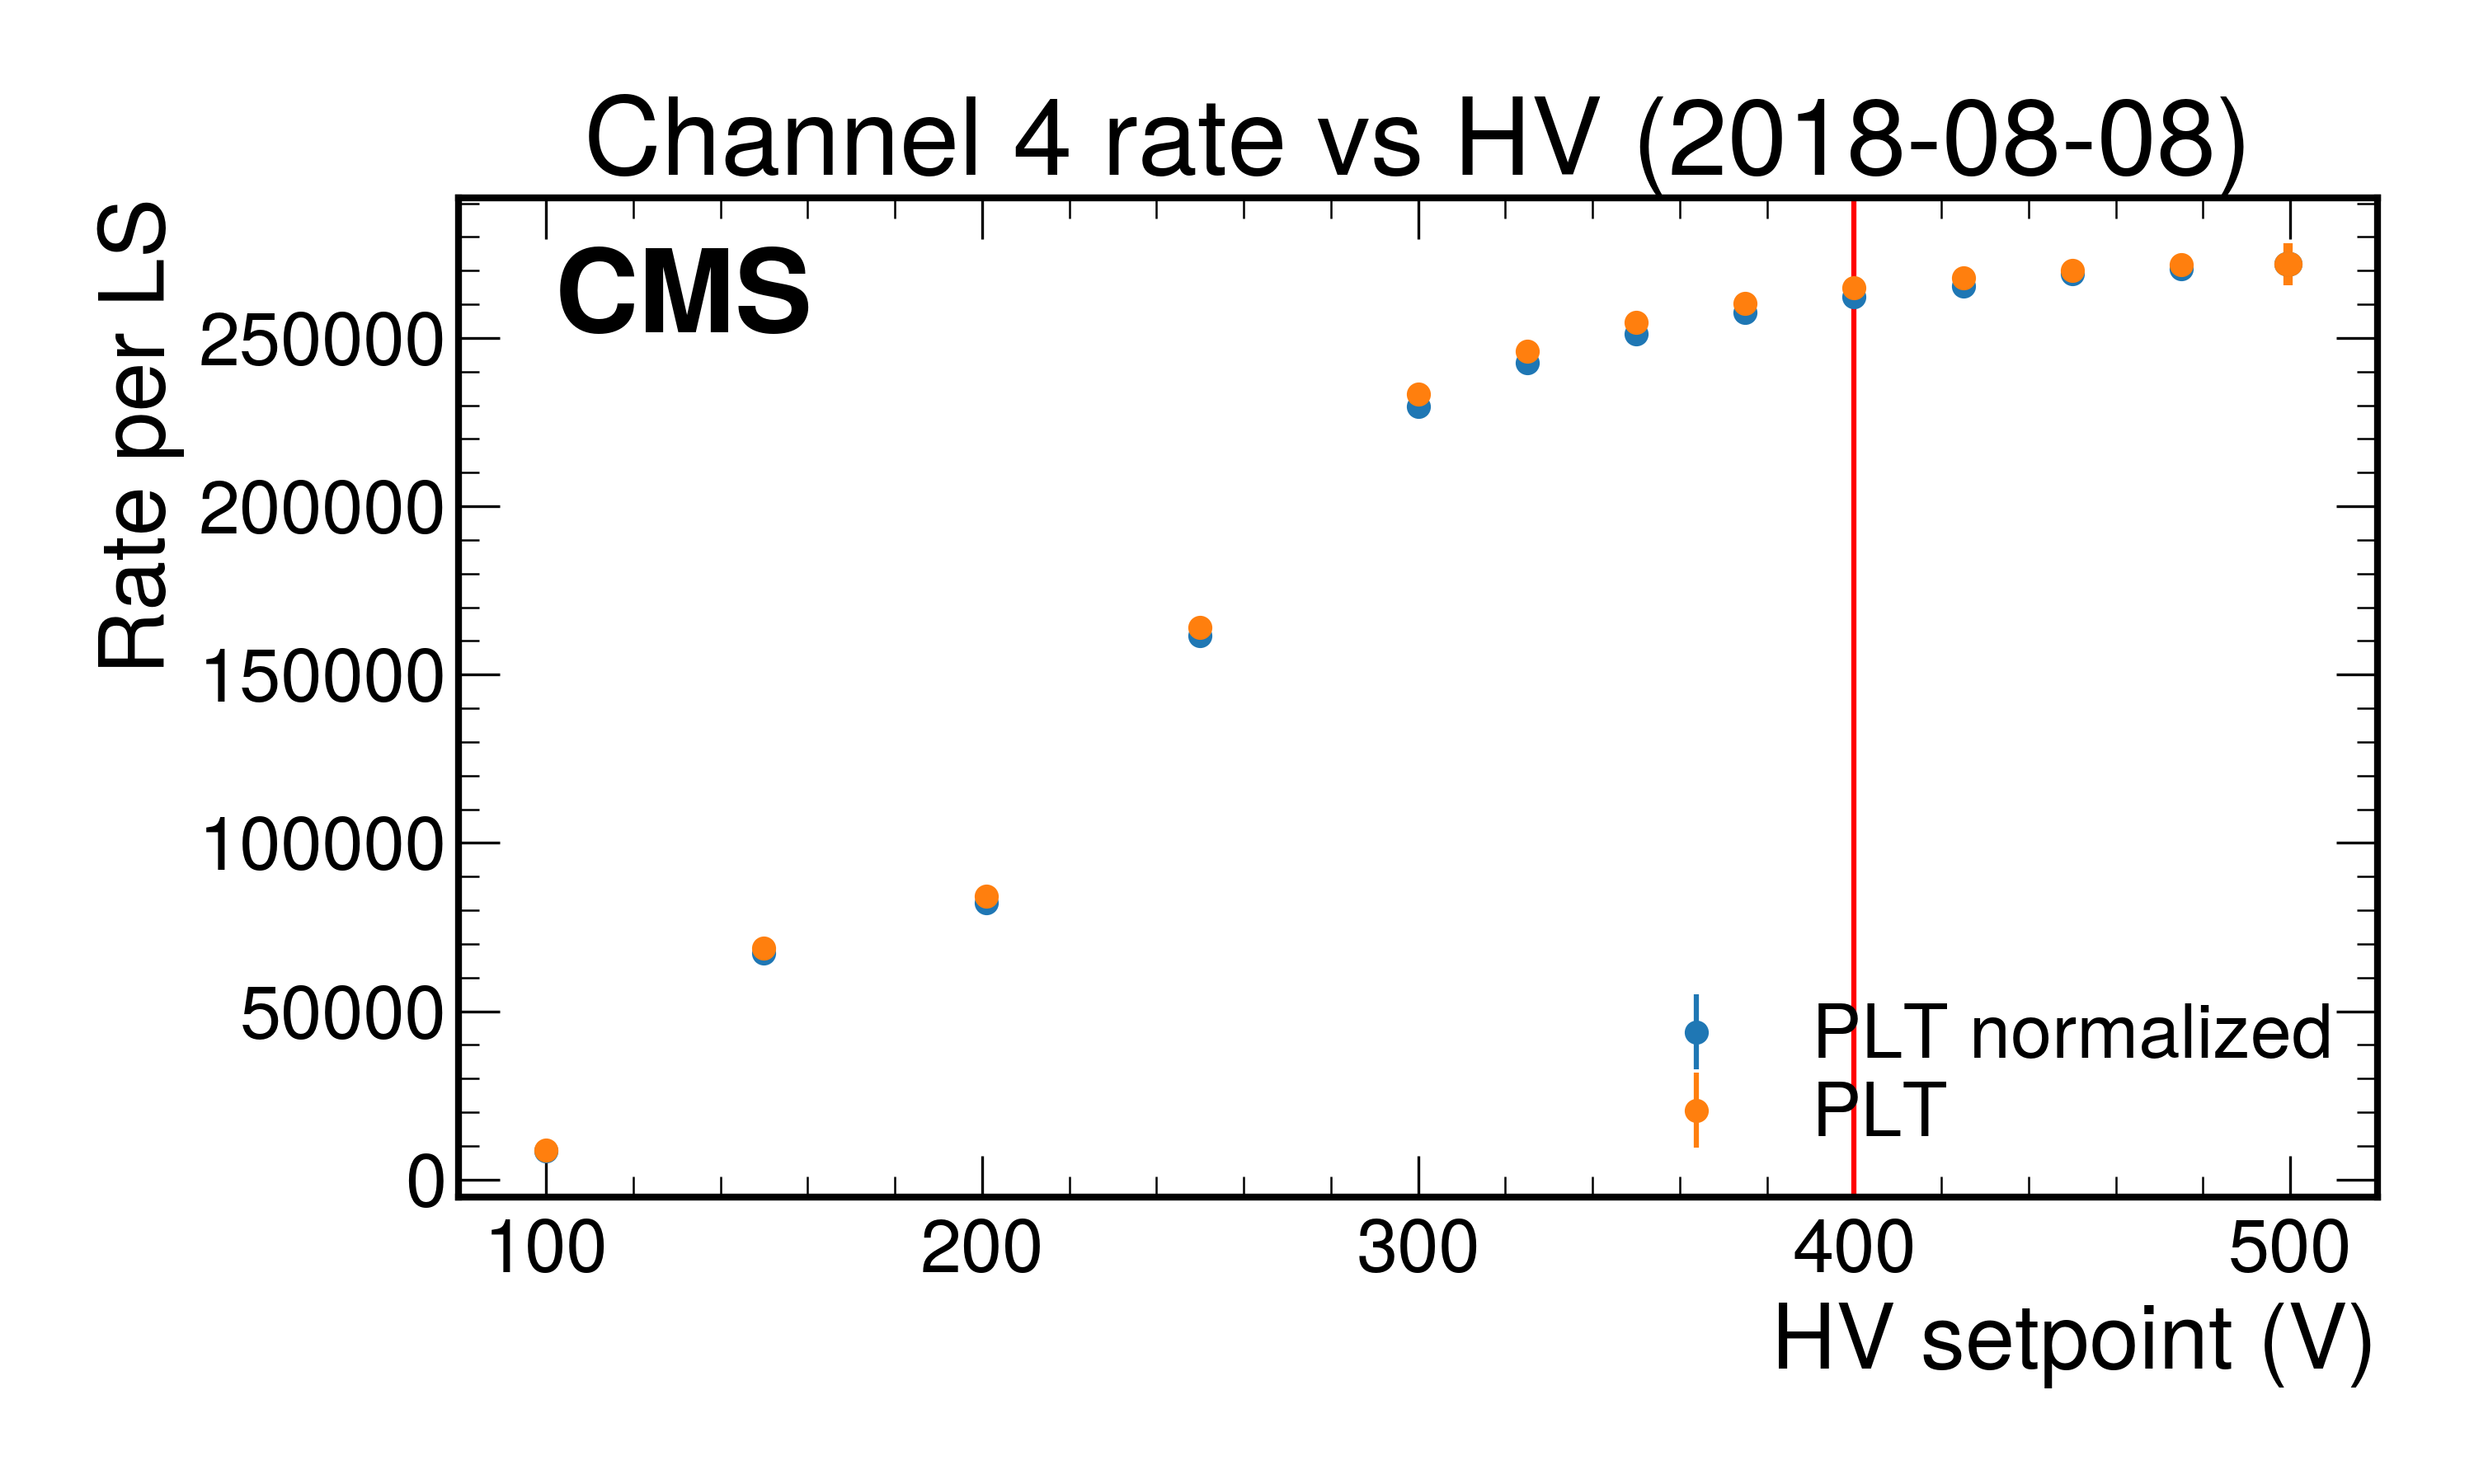 Channel 4 rate vs HV (2018-08-08)
CMS
Rate per LS
250000
200000
150000
100000
50000
0
PLT normalized
PLT
100 200 300 400 500
HV setpoint (V)